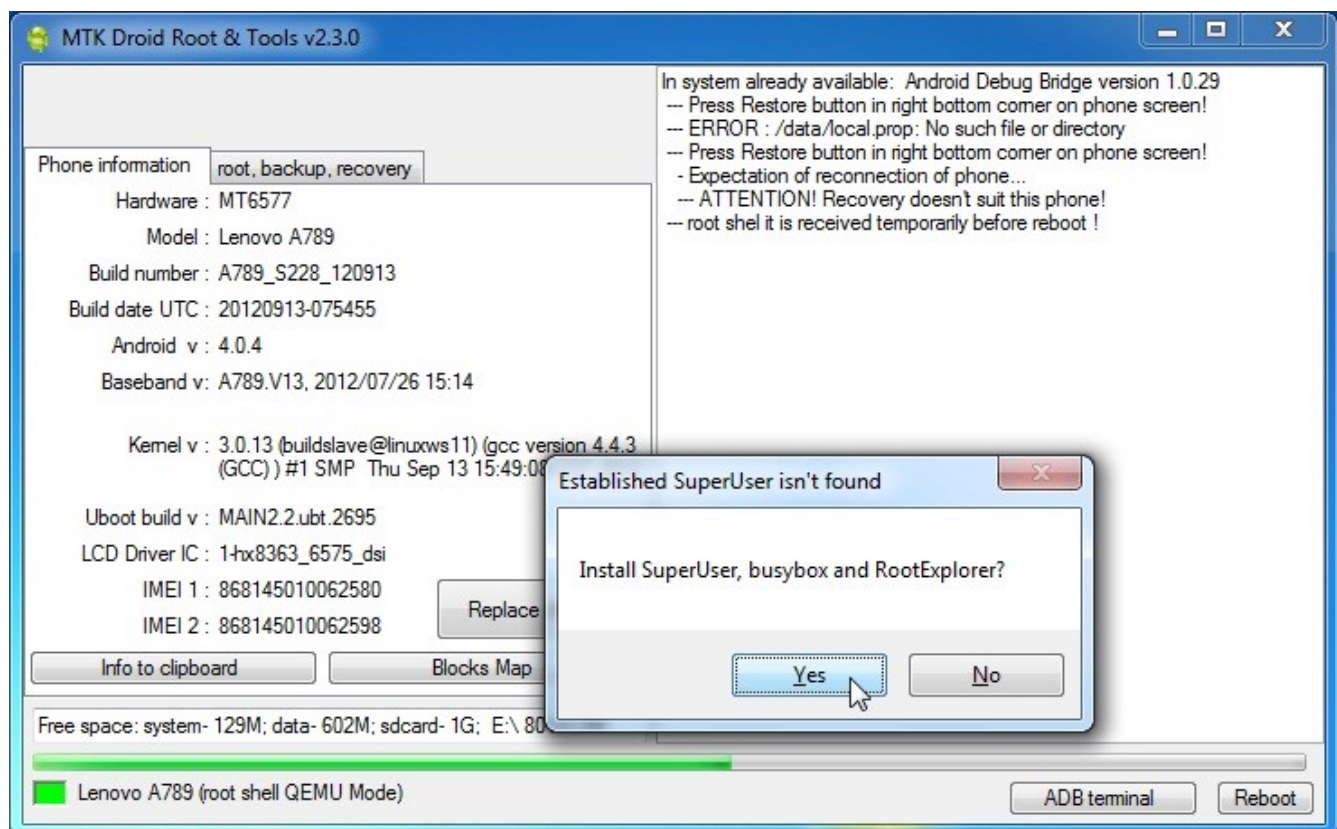 MTK Droid Root & Tools v2.3.0
Phone information
root, backup, recovery
Hardware : MT6577
Model : Lenovo A789
Build number : A789_S228_120913
Build date UTC : 20120913-075455
Android v : 4.0.4
Baseband v: A789.V13, 2012/07/26 15:14
Kernel v : 3.0.13 (buildslave@linuxws11) (gcc version 4.4.3
(GCC) ) #1 SMP Thu Sep 13 15:49:08
Uboot build v : MAIN2.2.ubt.2695
LCD Driver IC : 1-hx8363_6575_dsi
IMEI 1 : 868145010062580
IMEI 2 : 868145010062598
Replace
Info to clipboard
Blocks Map
Free space: system- 129M; data- 602M; sdcard- 1G; E:\
In system already available: Android Debug Bridge version 1.0.29
--- Press Restore button in right bottom corner on phone screen!
--- ERROR : /data/local.prop: No such file or directory
--- Press Restore button in right bottom corner on phone screen!
- Expectation of reconnection of phone...
--- ATTENTION! Recovery doesn't suit this phone!
--- root shel it is received temporarily before reboot !
Established SuperUser isn't found
Install SuperUser, busybox and RootExplorer?
Yes
No
Lenovo A789 (root shell QEMU Mode)
ADB terminal
Reboot